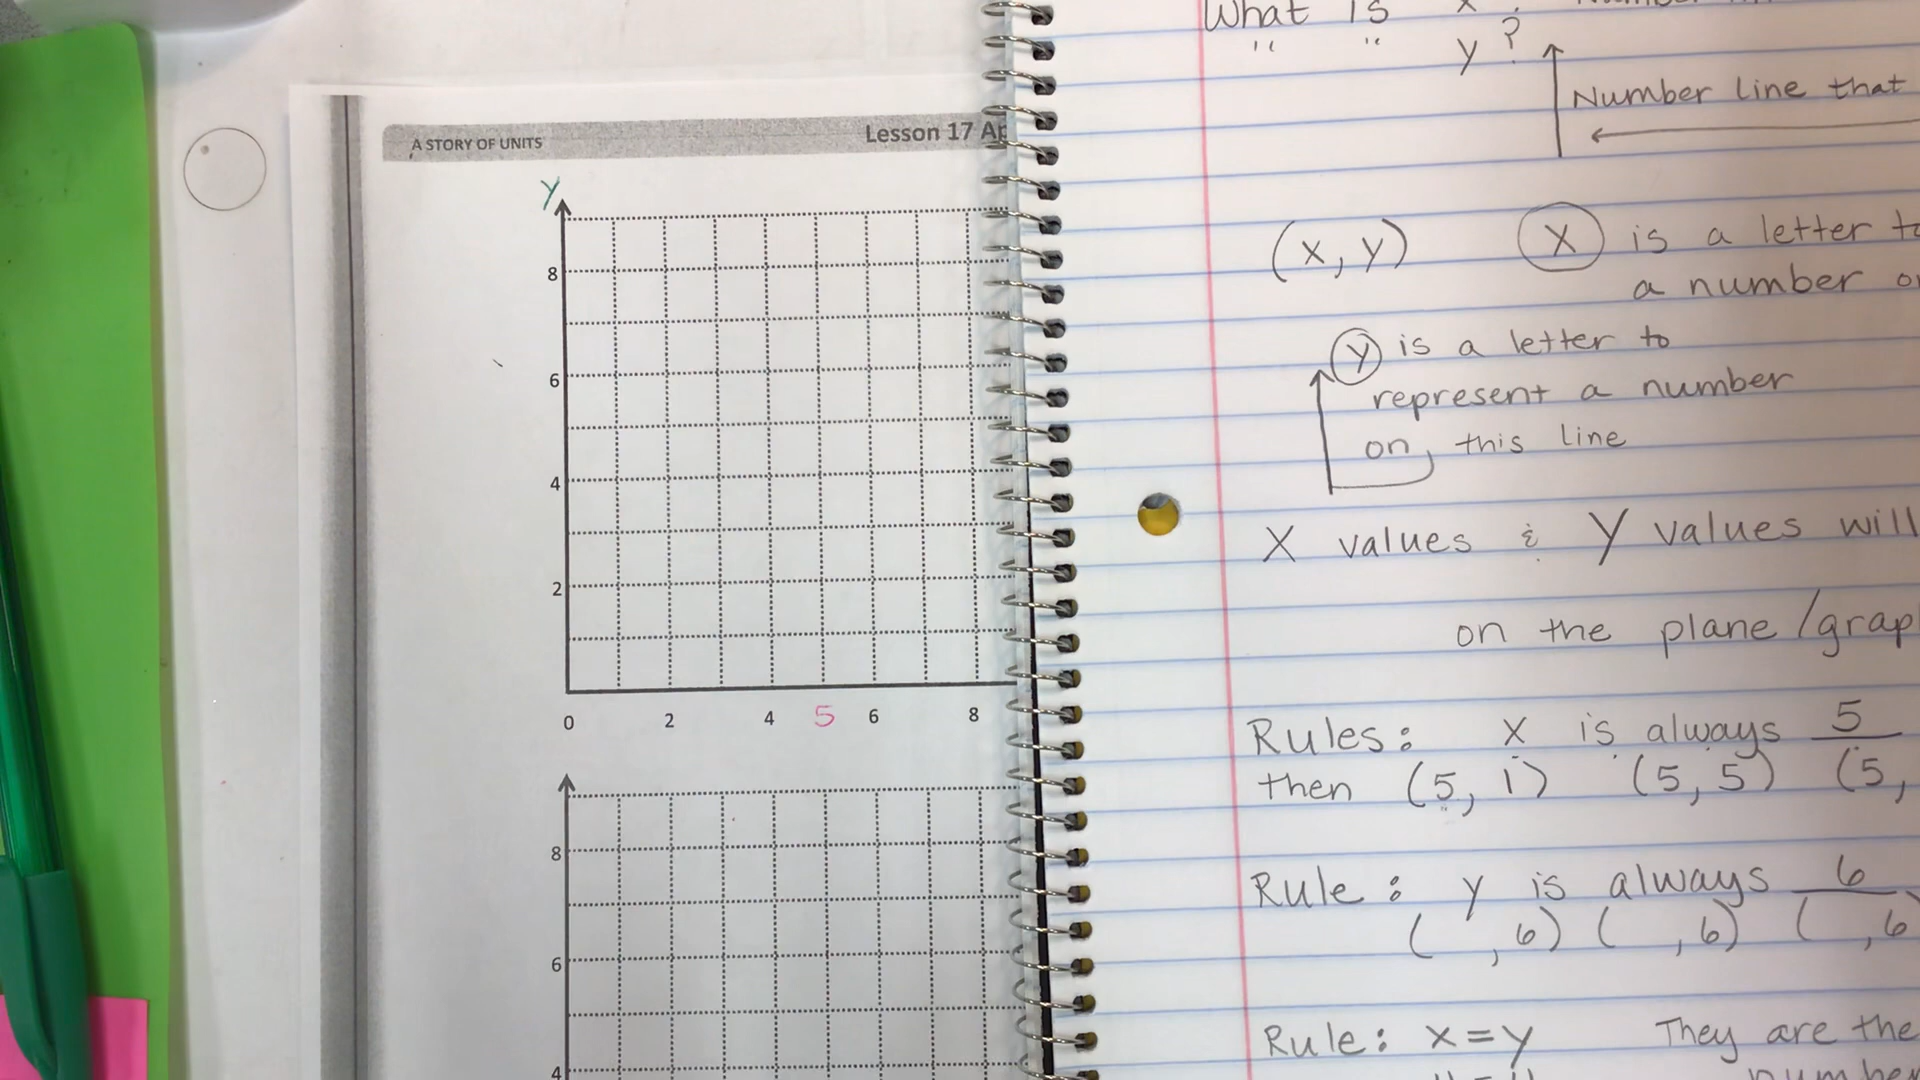 A STORY OF UNITS
Lesson 17
Y
8
6
4
2
0 2 4 5 6 8
8
6
4
What is x ?
" " y ?
Number line that
(x, y)
X is a letter to
a number
y is a letter to
represent a number
on this line
X values & Y values will
on the plane/
Rules: X is always 5
then (5, 1) (5, 5) (5,
Rule: y is always 6
( , 6) ( , 6) ( , 6)
Rule: x = y They are the